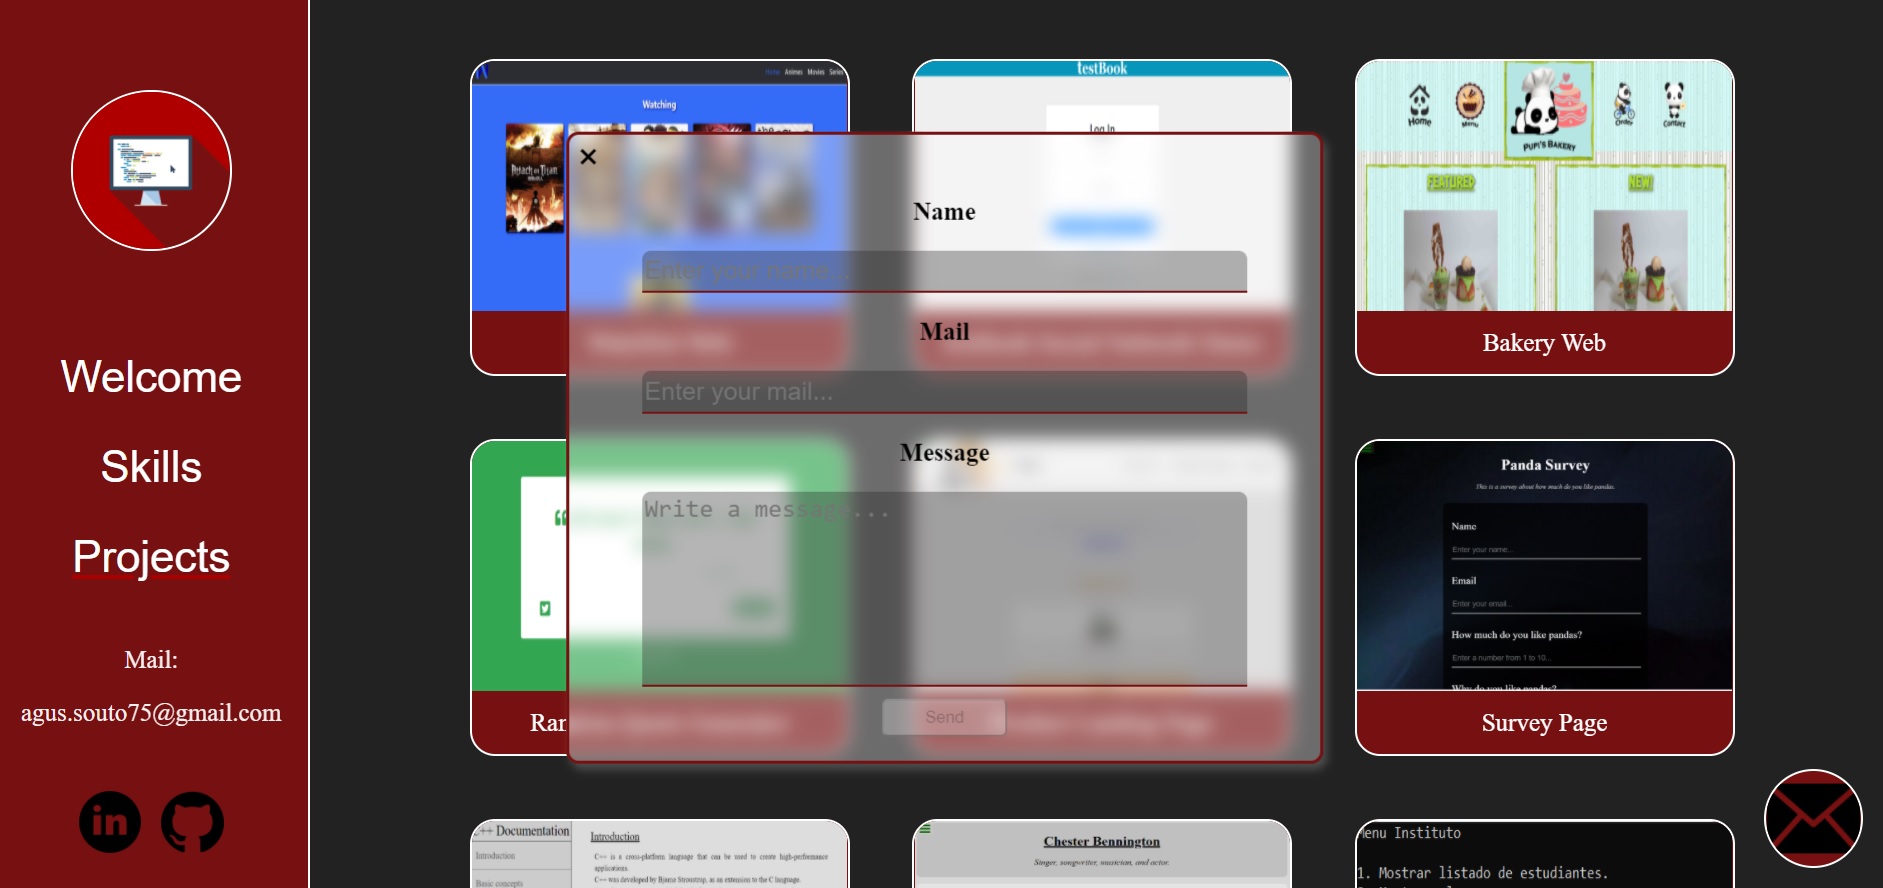 Welcome
Skills
Projects
Mail:
agus.souto75@gmail.com
Home Animes Movies Series
Watching
Attack on Titan
testBook
Log In
Home
Menu
PUPI'S BAKERY
Order
Contact
FEATURED
NEW!
Bakery Web
Name
Enter your name...
Mail
Enter your mail...
Message
Write a message...
Send
Panda Survey
This is a survey about how much do you like pandas.
Name
Enter your name...
Email
Enter your email...
How much do you like pandas?
Enter a number from 1 to 10...
Why do you like pandas?
Survey Page
C++ Documentation
Introduction
Basic concepts
Introduction
C++ is a cross-platform language that can be used to create high-performance
applications.
C++ was developed by Bjarne Stroustrup, as an extension to the C language.
Chester Bennington
Singer, songwriter, musician, and actor.
Menu Instituto
1. Mostrar listado de estudiantes.